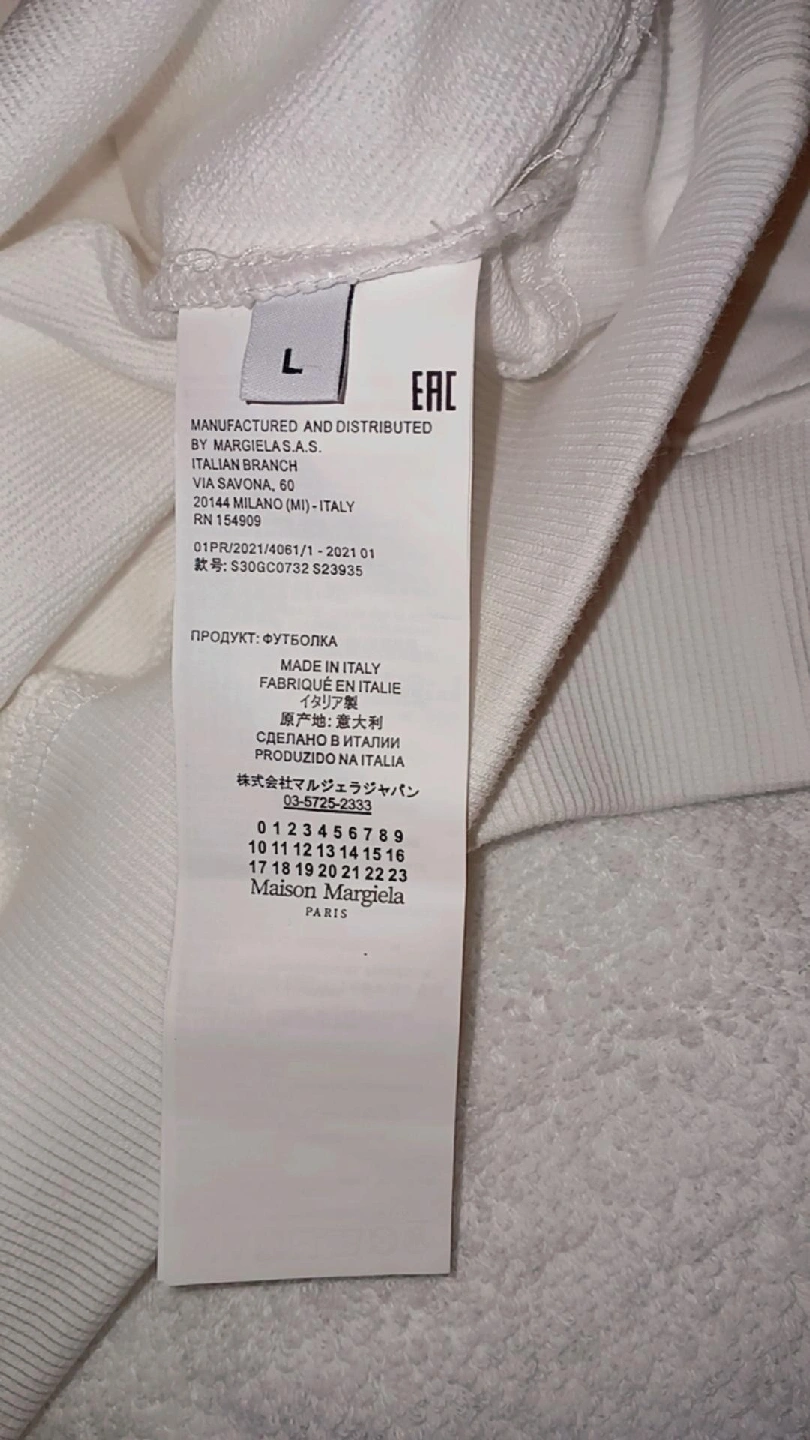 L
EAC
MANUFACTURED AND DISTRIBUTED
BY MARGIELA S.A.S.
ITALIAN BRANCH
VIA SAVONA, 60
20144 MILANO (MI) - ITALY
RN 154909
01PR/2021/4061/1 - 2021 01
款号: S30GC0732 S23935
ПРОДУКТ: ФУТБОЛКА
MADE IN ITALY
FABRIQUÉ EN ITALIE
イタリア製
原产地: 意大利
СДЕЛАНО В ИТАЛИИ
PRODUZIDO NA ITALIA
株式会社マルジェラジャパン
03-5725-2333
0 1 2 3 4 5 6 7 8 9
10 11 12 13 14 15 16
17 18 19 20 21 22 23
Maison Margiela
PARIS